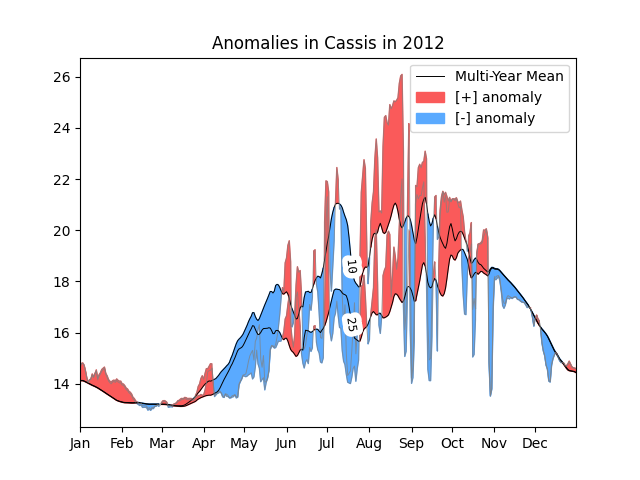 Anomalies in Cassis in 2012
Multi-Year Mean
[+] anomaly
[-] anomaly
26
24
22
20
18
16
14
10
25
Jan Feb Mar Apr May Jun Jul Aug Sep Oct Nov Dec